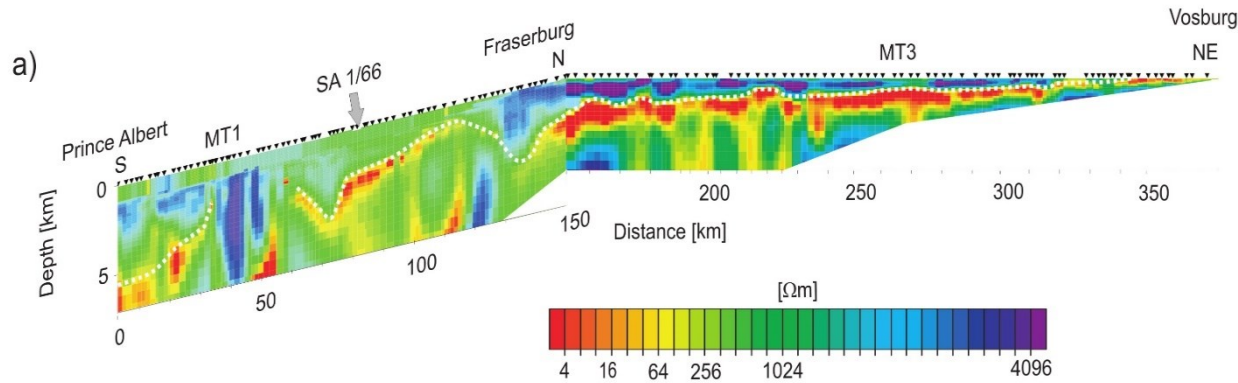 a)
Prince Albert
S
MT1
SA 1/66
Fraserburg
N
MT3
Vosburg
NE
Depth [km]
0
5
0
50
100
150
200
250
300
350
Distance [km]
[Ωm]
4 16 64 256 1024 4096